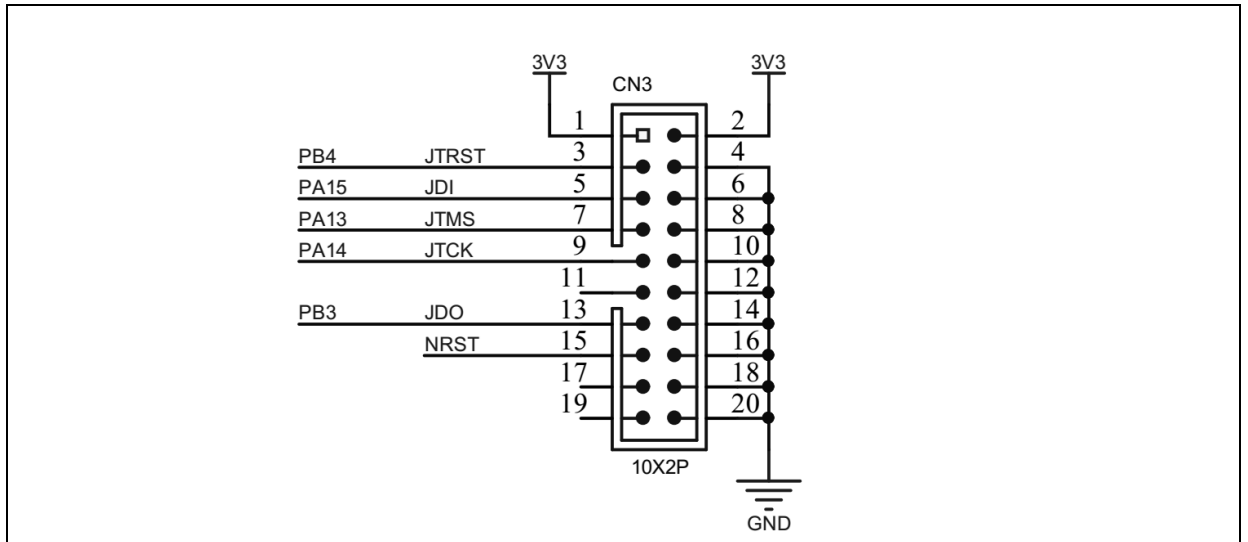 3V3 3V3
CN3
1 2
PB4 JTRST 3 4
PA15 JDI 5 6
PA13 JTMS 7 8
PA14 JTCK 9 10
11 12
PB3 JDO 13 14
NRST 15 16
17 18
19 20
10X2P
GND